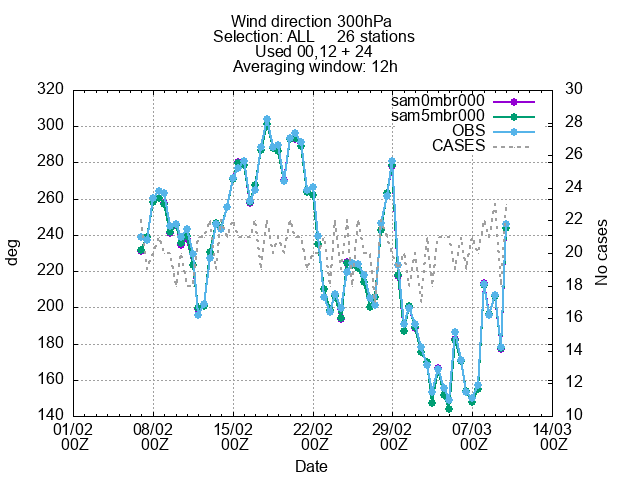 Wind direction 300hPa
Selection: ALL 26 stations
Used 00,12 + 24
Averaging window: 12h
320 30
300 28
280 26
260 24
240 22
220 20
200 18
180 16
160 14
140 12
10
deg
No cases
sam0mbr000
sam5mbr000
OBS
CASES
01/02 08/02 15/02 22/02 29/02 07/03 14/03
00Z 00Z 00Z 00Z 00Z 00Z 00Z
Date